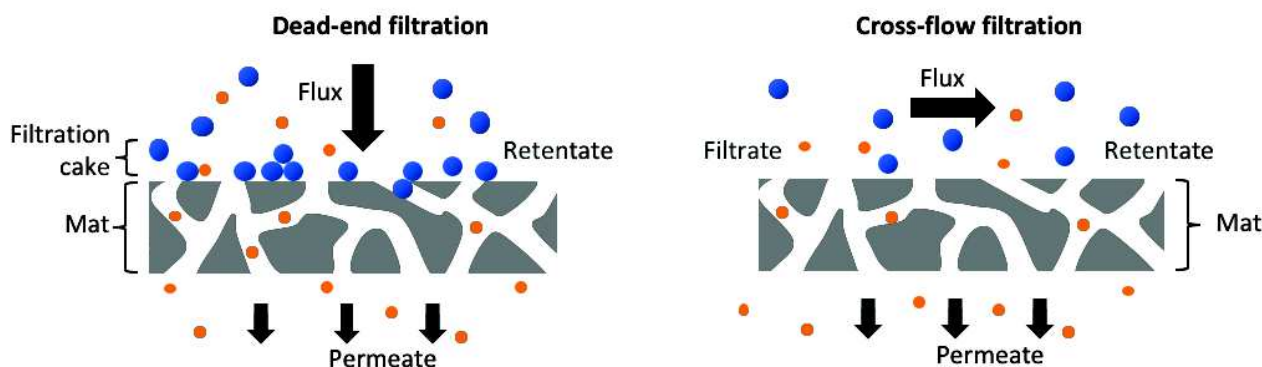 Dead-end filtration
Flux
Filtration
cake
Retentate
Mat
Permeate
Cross-flow filtration
Flux
Filtrate
Retentate
Mat
Permeate